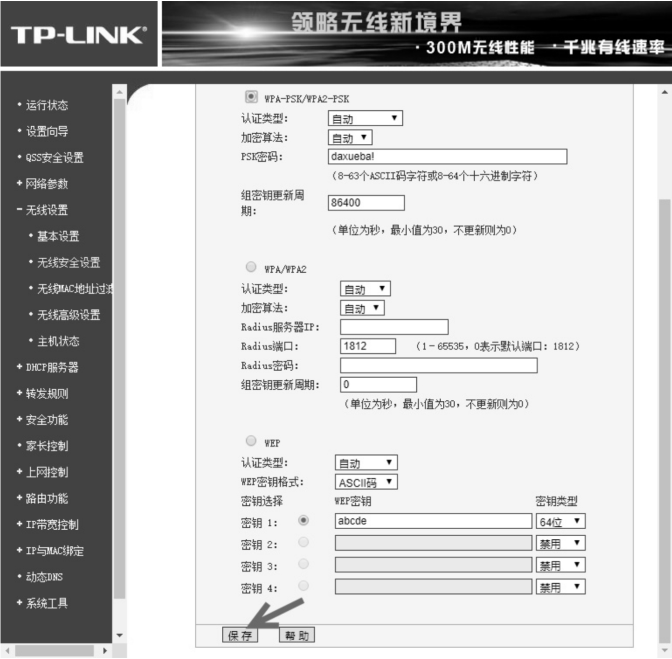 TP-LINK®
领略无线新境界
·300M无线性能 ·千兆有线速率
• 运行状态
• 设置向导
• QSS安全设置
+ 网络参数
- 无线设置
• 基本设置
• 无线安全设置
• 无线MAC地址过滤
• 无线高级设置
• 主机状态
+ DHCP服务器
+ 转发规则
+ 安全功能
• 家长控制
+ 上网控制
+ 路由功能
+ IP带宽控制
+ IP与MAC绑定
• 动态DNS
+ 系统工具
WPA-PSK/WPA2-PSK
认证类型: 自动
加密算法: 自动
PSK密码: daxueba!
(8-63个ASCII码字符或8-64个十六进制字符)
组密钥更新周
期: 86400
(单位为秒,最小值为30,不更新则为0)
WPA/WPA2
认证类型: 自动
加密算法: 自动
Radius服务器IP:
Radius端口: 1812 (1-65535,0表示默认端口:1812)
Radius密码:
组密钥更新周期: 0
(单位为秒,最小值为30,不更新则为0)
WEP
认证类型: 自动
WEP密钥格式: ASCII码
密钥选择 WEP密钥 密钥类型
密钥 1: abcde 64位
密钥 2: 禁用
密钥 3: 禁用
密钥 4: 禁用
保存 帮助